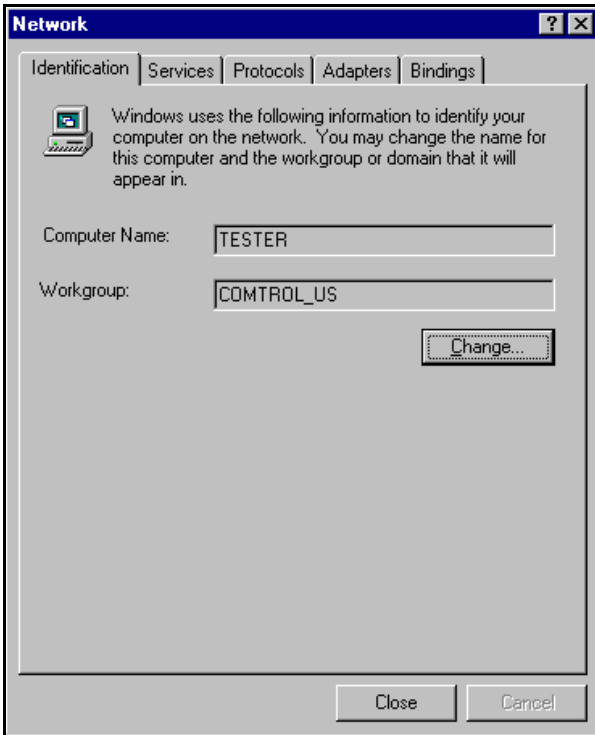 Network
Identification Services Protocols Adapters Bindings
Windows uses the following information to identify your
computer on the network. You may change the name for
this computer and the workgroup or domain that it will
appear in.
Computer Name: TESTER
Workgroup: COMTROL_US
Change...
Close Cancel